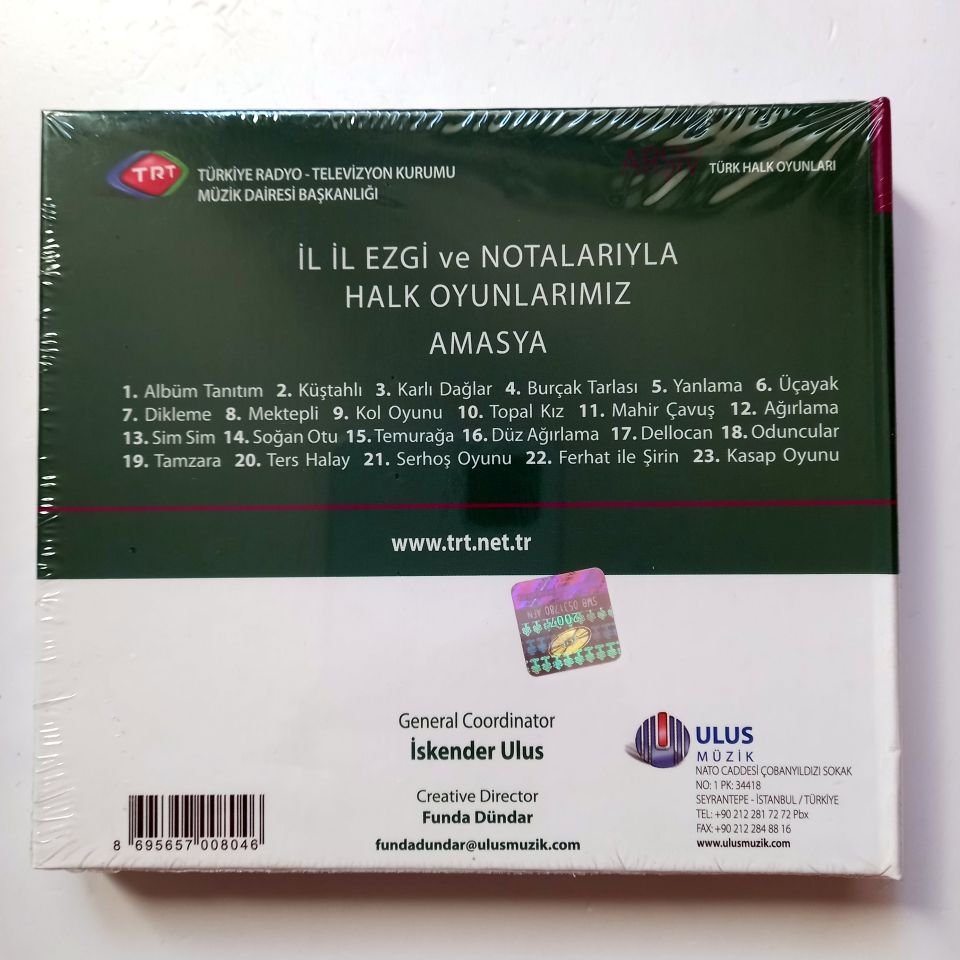 TRT
TÜRKİYE RADYO - TELEVİZYON KURUMU
MÜZİK DAİRESİ BAŞKANLIĞI
TÜRK HALK OYUNLARI
İL İL EZGİ ve NOTALARIYLA
HALK OYUNLARIMIZ
AMASYA
1. Albüm Tanıtım 2. Küştahlı 3. Karlı Dağlar 4. Burçak Tarlası 5. Yanlama 6. Üçayak
7. Dikleme 8. Mektepli 9. Kol Oyunu 10. Topal Kız 11. Mahir Çavuş 12. Ağırlama
13. Sim Sim 14. Soğan Otu 15. Temurağa 16. Düz Ağırlama 17. Dellocan 18. Oduncular
19. Tamzara 20. Ters Halay 21. Serhoş Oyunu 22. Ferhat ile Şirin 23. Kasap Oyunu
www.trt.net.tr
SMB 0531780 AFN
2007
General Coordinator
İskender Ulus
Creative Director
Funda Dündar
fundadundar@ulusmuzik.com
ULUS
MÜZİK
NATO CADDESİ ÇOBANYILDIZI SOKAK
NO: 1 PK: 34418
SEYRANTEPE - İSTANBUL / TÜRKİYE
TEL: +90 212 281 72 72 Pbx
FAX: +90 212 284 88 16
www.ulusmuzik.com
8 695657 008046